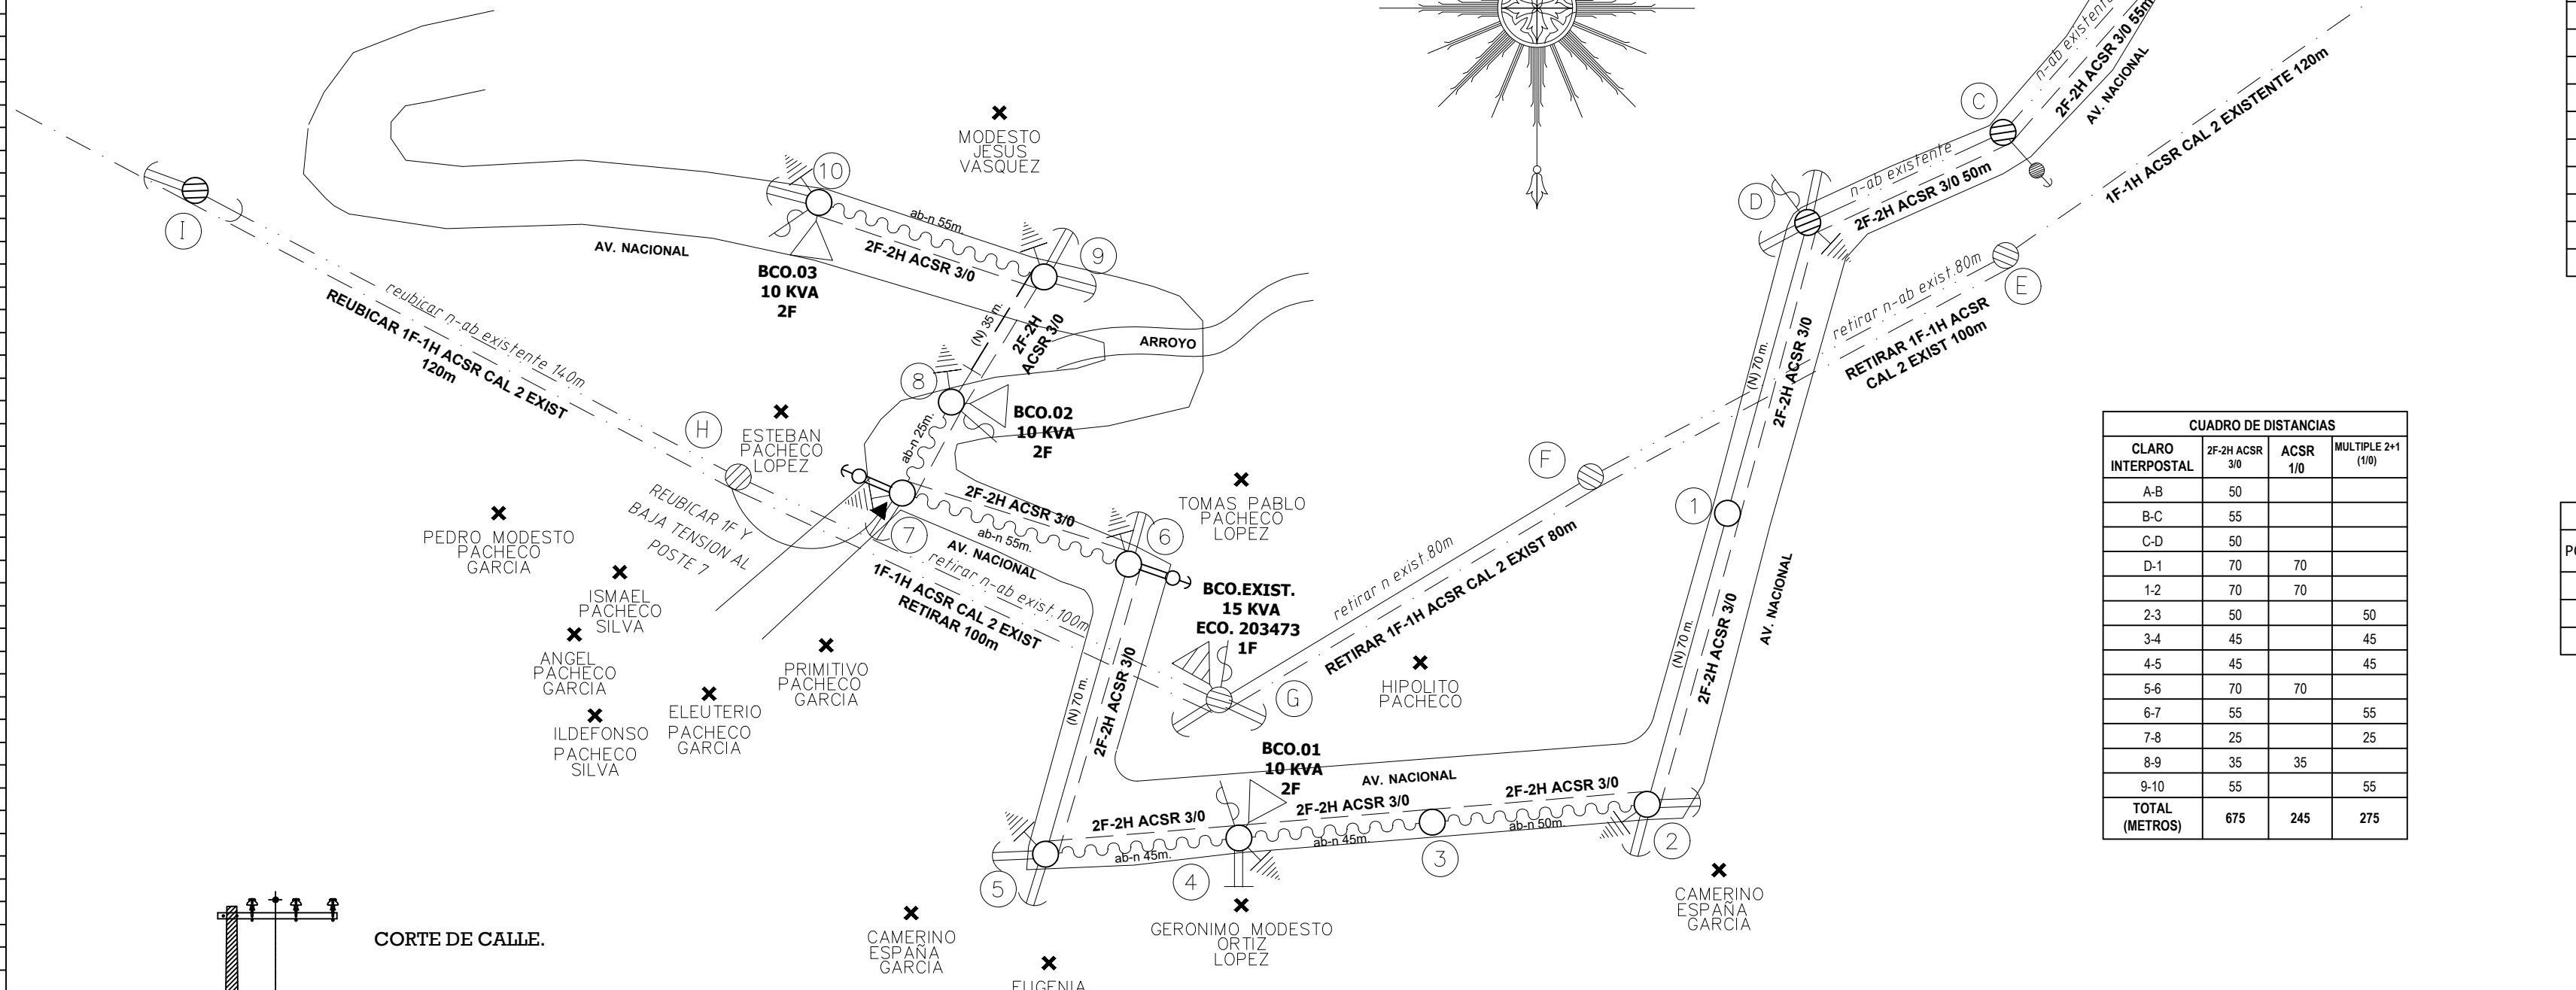 n-ab existente
2F-2H ACSR 3/0 55m
AV. NACIONAL
1F-1H ACSR CAL 2 EXISTENTE 120m
C
n-ab existente
2F-2H ACSR 3/0 50m
D
E
retirar n-ab exist.80m
RETIRAR 1F-1H ACSR
CAL 2 EXIST 100m
MODESTO
JESUS
VASQUEZ
10
I
ab-n 55m.
2F-2H ACSR 3/0
9
AV. NACIONAL
BCO.03
10 KVA
2F
reubicar n-ab existente 140m
REUBICAR 1F-1H ACSR CAL 2 EXIST
120m
(N) 35 m.
2F-2H
ACSR 3/0
ARROYO
8
ab-n 25m.
BCO.02
10 KVA
2F
H
ESTEBAN
PACHECO
LOPEZ
REUBICAR 1F Y
BAJA TENSION AL
POSTE 7
PEDRO MODESTO
PACHECO
GARCIA
7
2F-2H ACSR 3/0
ab-n 55m.
AV. NACIONAL
6
TOMAS PABLO
PACHECO
LOPEZ
retirar n-ab exist.100m
1F-1H ACSR CAL 2 EXIST
RETIRAR 100m
BCO.EXIST.
15 KVA
ECO. 203473
1F
F
retirar n exist.80m
RETIRAR 1F-1H ACSR CAL 2 EXIST 80m
G
HIPOLITO
PACHECO
(N) 70 m.
2F-2H ACSR 3/0
1
AV. NACIONAL
(N) 70 m.
2F-2H ACSR 3/0
ISMAEL
PACHECO
SILVA
ANGEL
PACHECO
GARCIA
ILDEFONSO
PACHECO
SILVA
ELEUTERIO
PACHECO
GARCIA
PRIMITIVO
PACHECO
GARCIA
(N) 70 m.
2F-2H ACSR 3/0
BCO.01
10 KVA
2F
AV. NACIONAL
2F-2H ACSR 3/0
2F-2H ACSR 3/0
2F-2H ACSR 3/0
ab-n 45m.
ab-n 45m.
ab-n 50m.
5
4
3
2
CAMERINO
ESPAÑA
GARCIA
GERONIMO MODESTO
ORTIZ
LOPEZ
CAMERINO
ESPAÑA
GARCIA
EUGENIA
CORTE DE CALLE.
CUADRO DE DISTANCIAS
CLARO INTERPOSTAL 2F-2H ACSR 3/0 ACSR 1/0 MULTIPLE 2+1 (1/0)
A-B 50
B-C 55
C-D 50
D-1 70 70
1-2 70 70
2-3 50 50
3-4 45 45
4-5 45 45
5-6 70 70
6-7 55 55
7-8 25 25
8-9 35 35
9-10 55 55
TOTAL (METROS) 675 245 275